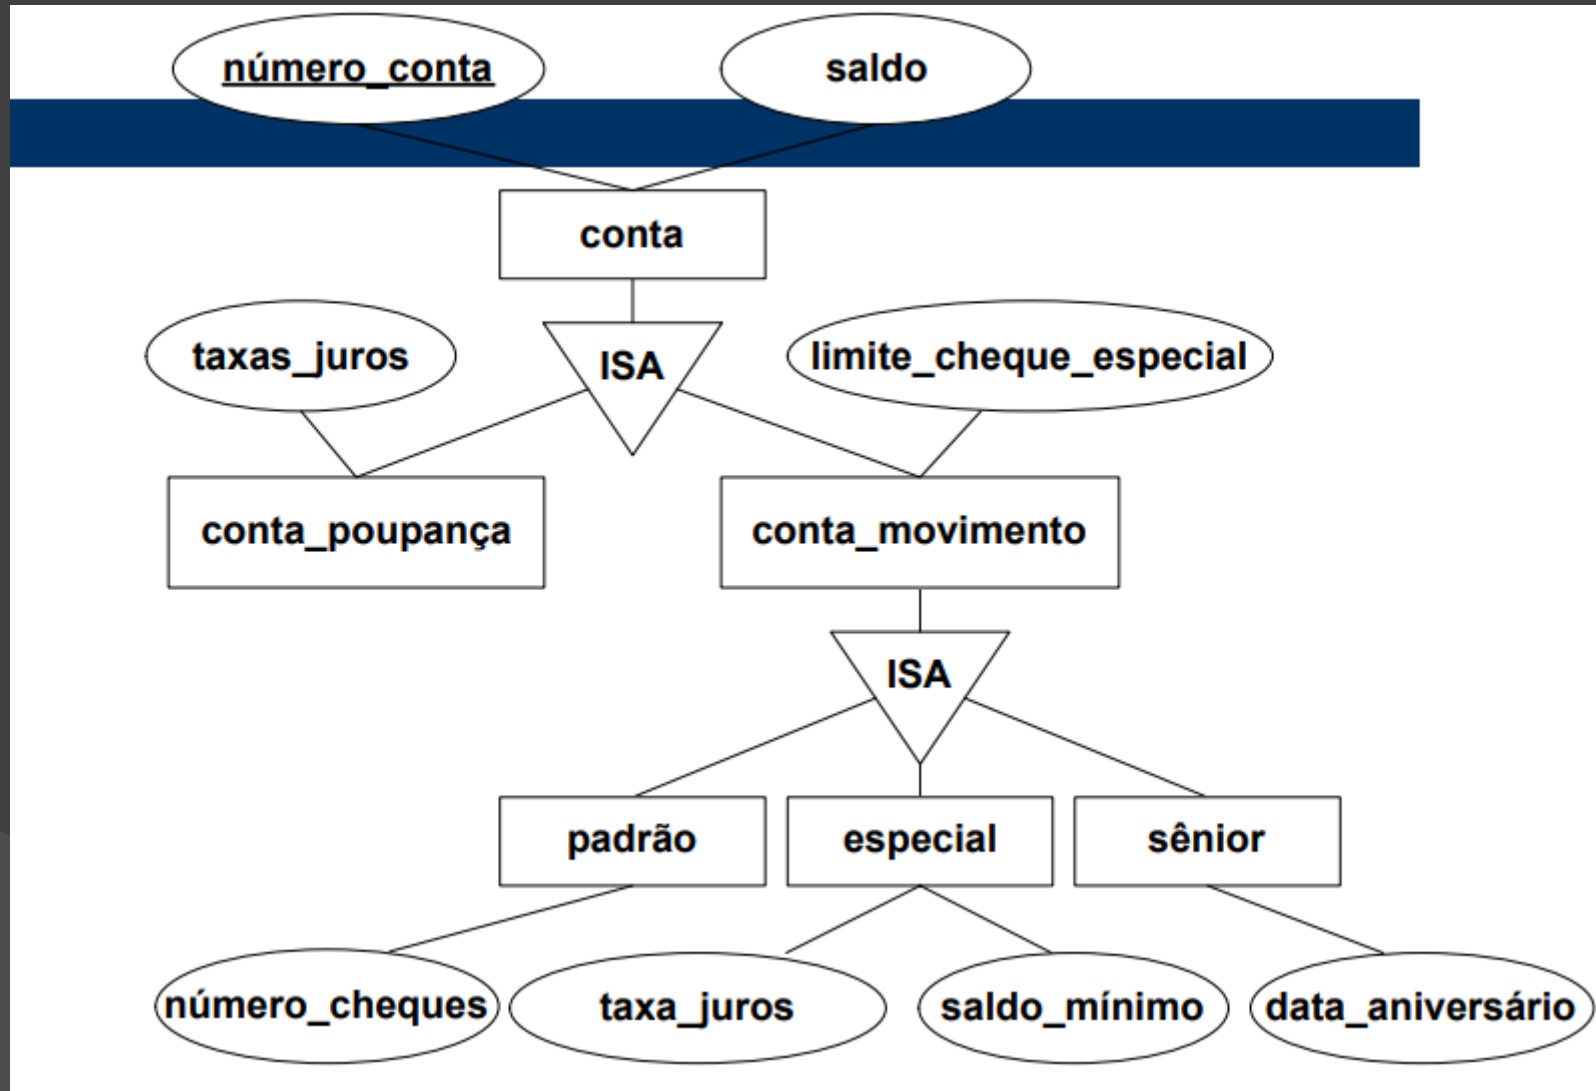 número_conta
saldo
conta
taxas_juros
ISA
limite_cheque_especial
conta_poupança
conta_movimento
ISA
padrão
especial
sênior
número_cheques
taxa_juros
saldo_mínimo
data_aniversário